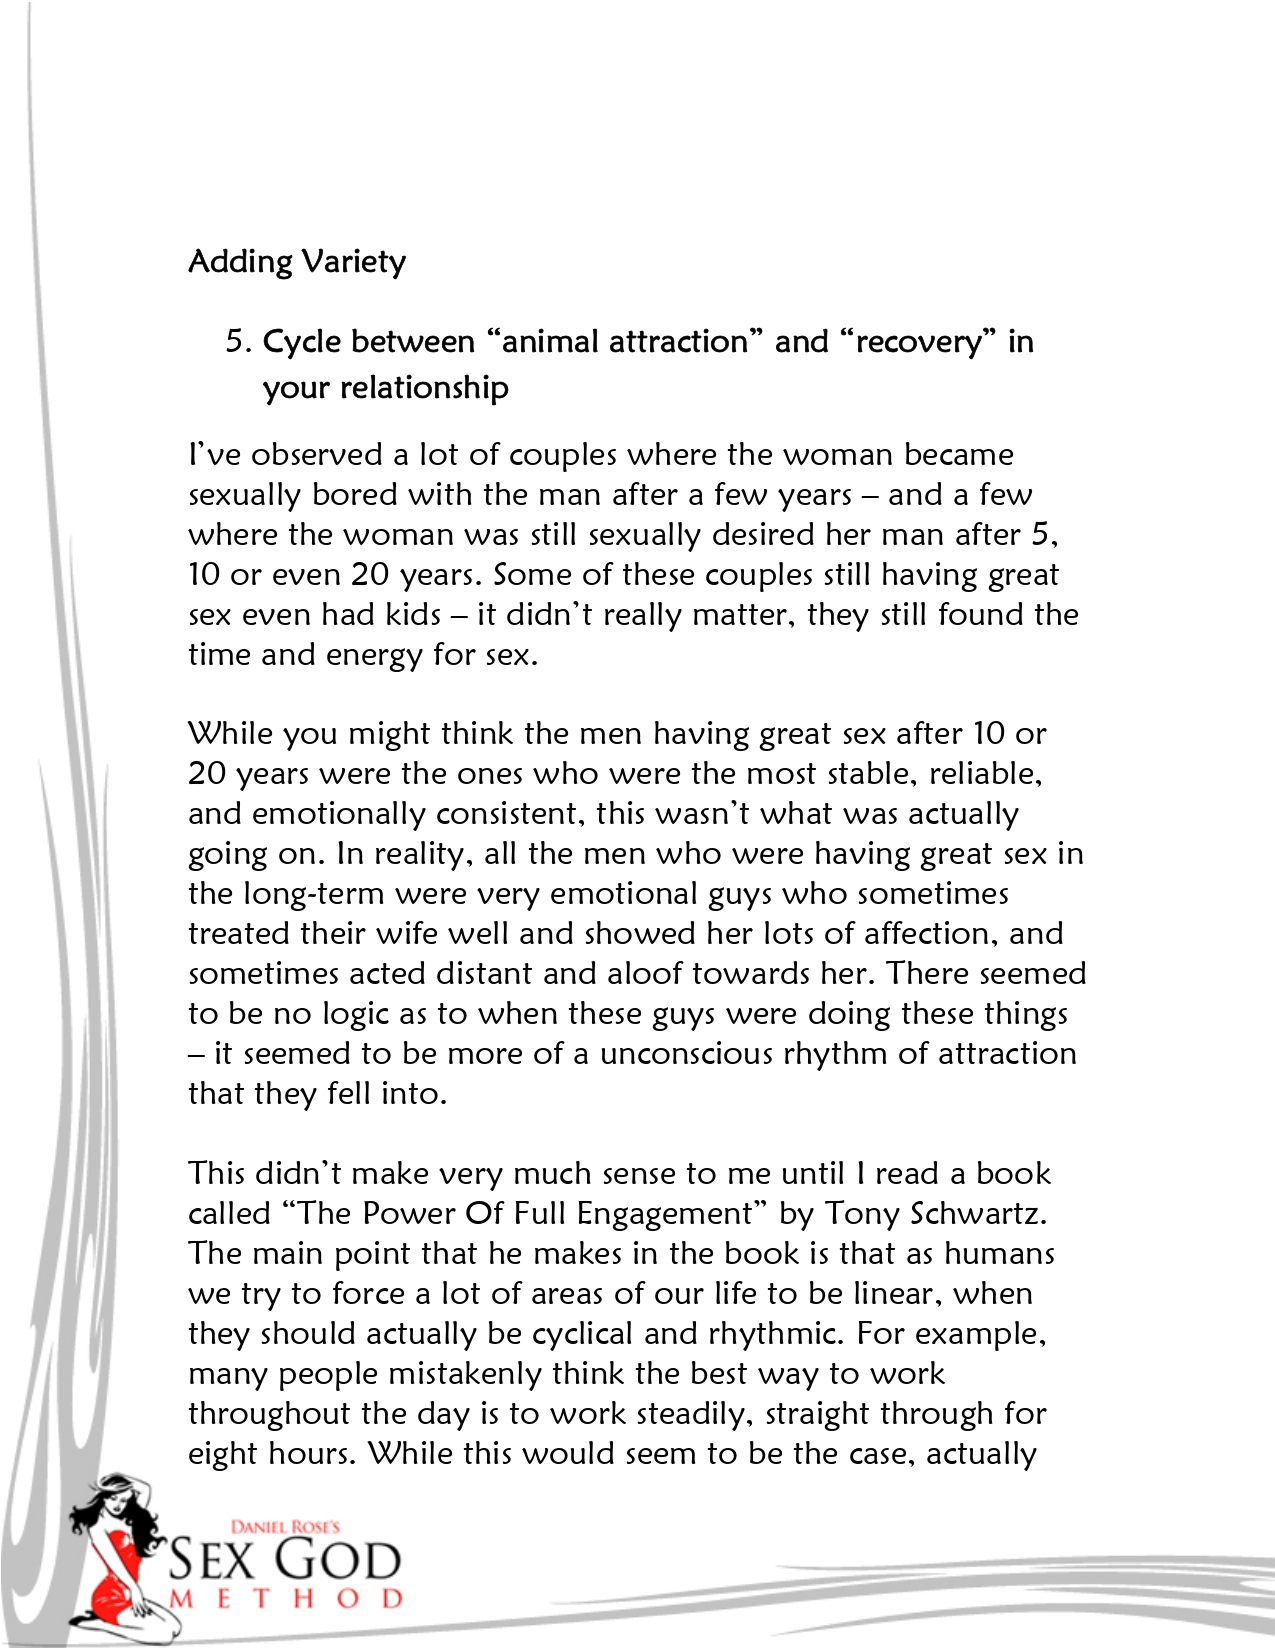 Adding Variety
5. Cycle between “animal attraction” and “recovery” in
your relationship
I’ve observed a lot of couples where the woman became
sexually bored with the man after a few years – and a few
where the woman was still sexually desired her man after 5,
10 or even 20 years. Some of these couples still having great
sex even had kids – it didn’t really matter, they still found the
time and energy for sex.
While you might think the men having great sex after 10 or
20 years were the ones who were the most stable, reliable,
and emotionally consistent, this wasn’t what was actually
going on. In reality, all the men who were having great sex in
the long-term were very emotional guys who sometimes
treated their wife well and showed her lots of affection, and
sometimes acted distant and aloof towards her. There seemed
to be no logic as to when these guys were doing these things
– it seemed to be more of a unconscious rhythm of attraction
that they fell into.
This didn’t make very much sense to me until I read a book
called “The Power Of Full Engagement” by Tony Schwartz.
The main point that he makes in the book is that as humans
we try to force a lot of areas of our life to be linear, when
they should actually be cyclical and rhythmic. For example,
many people mistakenly think the best way to work
throughout the day is to work steadily, straight through for
eight hours. While this would seem to be the case, actually
DANIEL ROSE’S
SEX GOD
METHOD